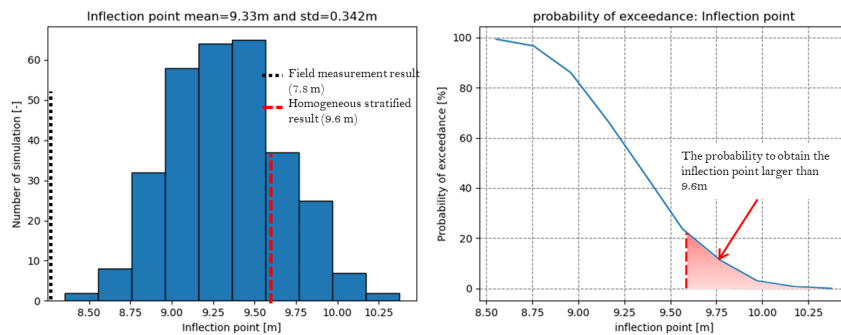 Inflection point mean=9.33m and std=0.342m
Number of simulation [-]
60
50
40
30
20
10
0
Field measurement result
(7.8 m)
Homogeneous stratified
result (9.6 m)
8.50 8.75 9.00 9.25 9.50 9.75 10.00 10.25
Inflection point [m]
probability of exceedance: Inflection point
Probability of exceedance [%]
100
80
60
40
20
0
The probability to obtain the
inflection point larger than
9.6m
8.50 8.75 9.00 9.25 9.50 9.75 10.00 10.25
inflection point [m]